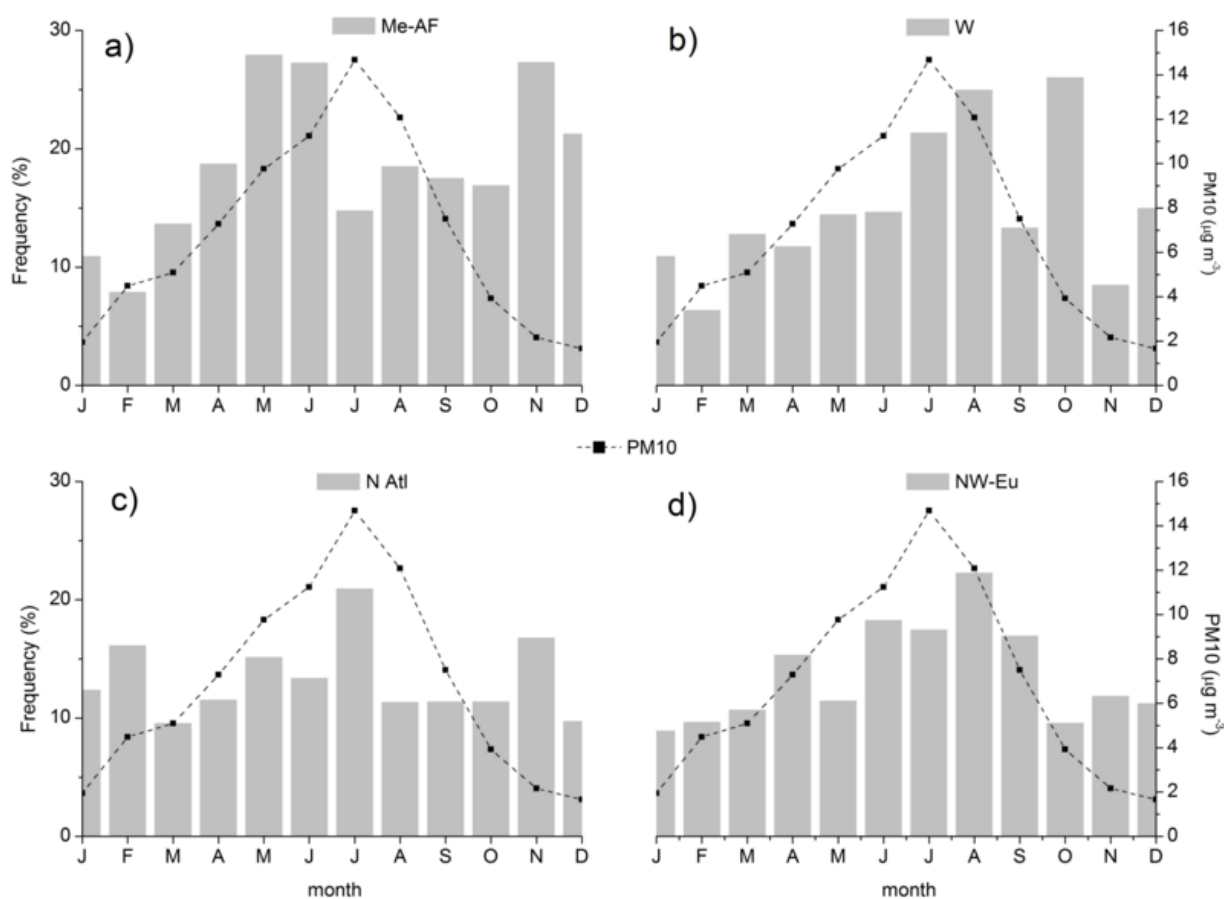 a)
Me-AF
b)
W
30
20
10
0
Frequency (%)
J F M A M J J A S O N D
16
14
12
10
8
6
4
2
0
PM10 (µg m⁻³)
J F M A M J J A S O N D
PM10
c)
N Atl
d)
NW-Eu
30
20
10
0
Frequency (%)
J F M A M J J A S O N D
month
16
14
12
10
8
6
4
2
0
PM10 (µg m⁻³)
J F M A M J J A S O N D
month